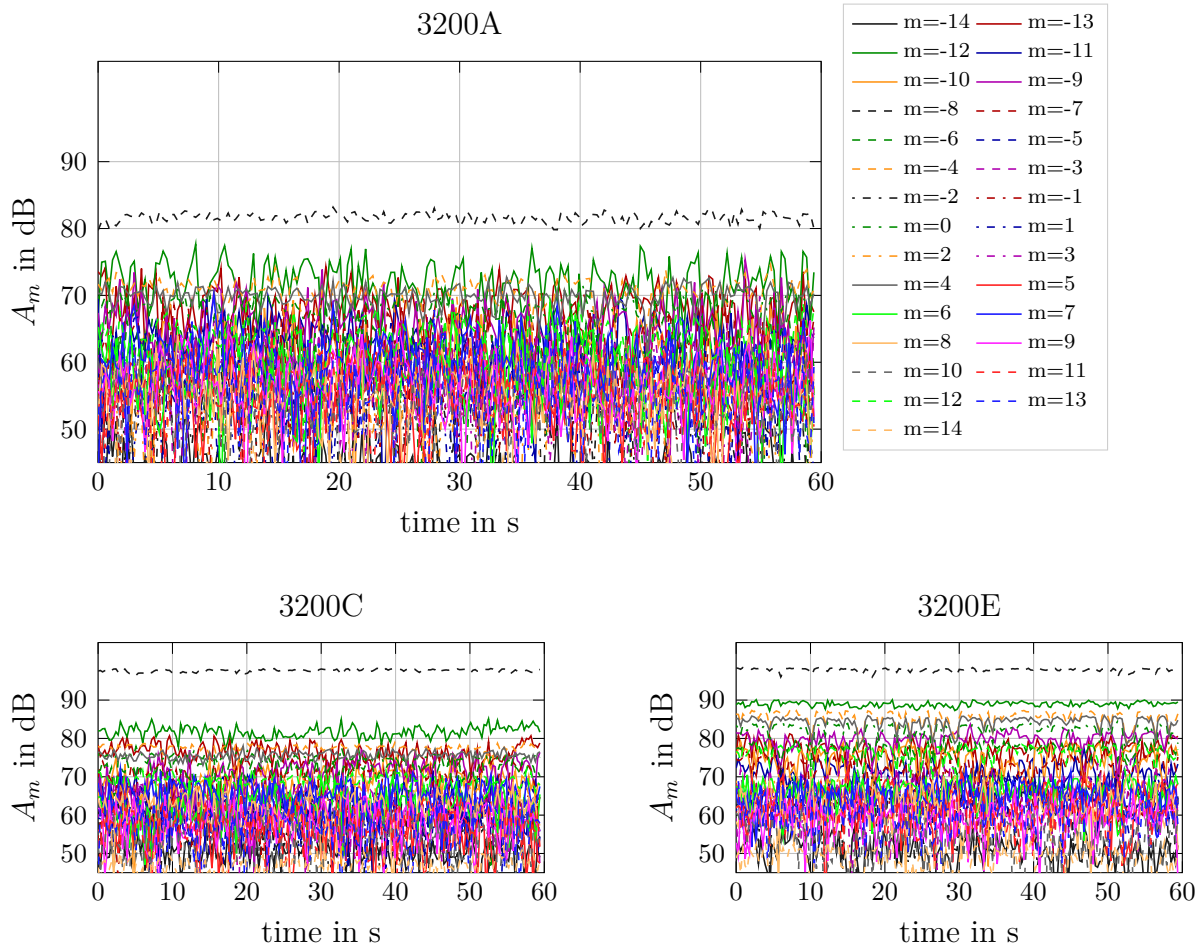 3200A
90
80
70
60
50
A_m in dB
0 10 20 30 40 50 60
time in s
m=-14 m=-13
m=-12 m=-11
m=-10 m=-9
m=-8 m=-7
m=-6 m=-5
m=-4 m=-3
m=-2 m=-1
m=0 m=1
m=2 m=3
m=4 m=5
m=6 m=7
m=8 m=9
m=10 m=11
m=12 m=13
m=14
3200C
90
80
70
60
50
A_m in dB
0 10 20 30 40 50 60
time in s
3200E
90
80
70
60
50
A_m in dB
0 10 20 30 40 50 60
time in s